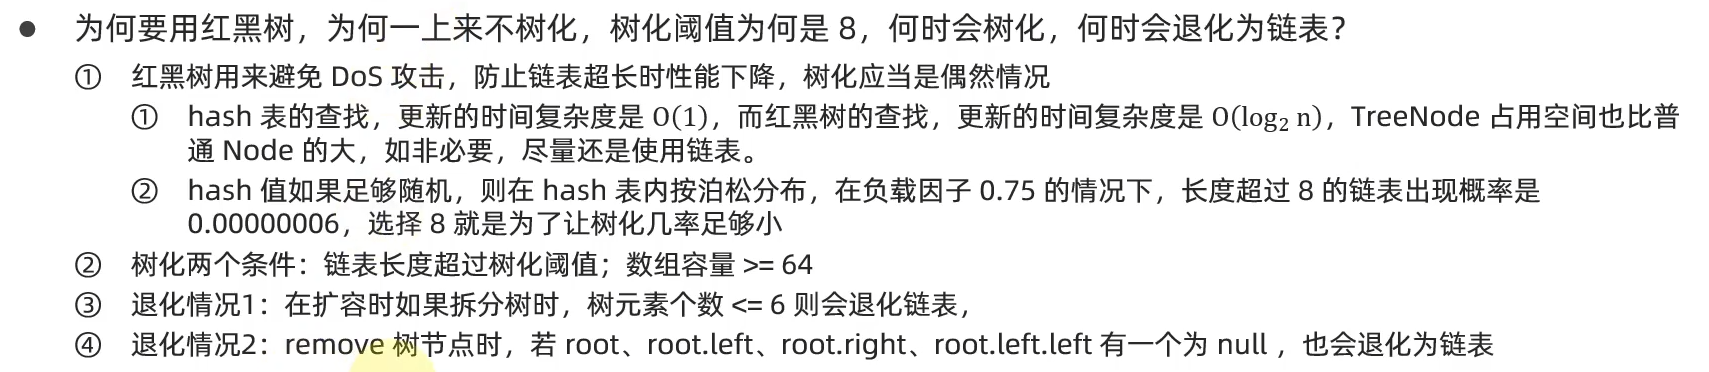 ● 为何要用红黑树，为何一上来不树化，树化阈值为何是 8，何时会树化，何时会退化为链表？
① 红黑树用来避免 DoS 攻击，防止链表超长时性能下降，树化应当是偶然情况
① hash 表的查找，更新的时间复杂度是 O(1)，而红黑树的查找，更新的时间复杂度是 O(log₂ n)，TreeNode 占用空间也比普
通 Node 的大，如非必要，尽量还是使用链表。
② hash 值如果足够随机，则在 hash 表内按泊松分布，在负载因子 0.75 的情况下，长度超过 8 的链表出现概率是
0.00000006，选择 8 就是为了让树化几率足够小
② 树化两个条件：链表长度超过树化阈值；数组容量 >= 64
③ 退化情况1：在扩容时如果拆分树时，树元素个数 <= 6 则会退化链表，
④ 退化情况2：remove 树节点时，若 root、root.left、root.right、root.left.left 有一个为 null ，也会退化为链表